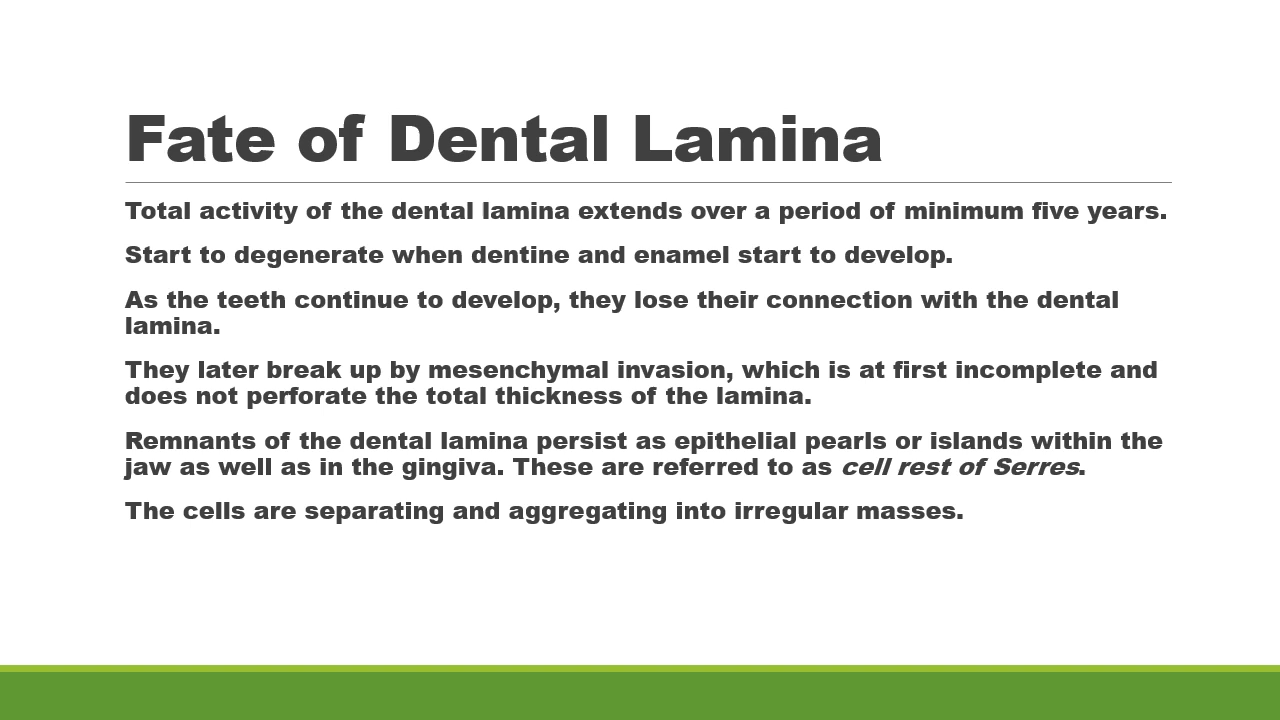 Fate of Dental Lamina
Total activity of the dental lamina extends over a period of minimum five years.
Start to degenerate when dentine and enamel start to develop.
As the teeth continue to develop, they lose their connection with the dental
lamina.
They later break up by mesenchymal invasion, which is at first incomplete and
does not perforate the total thickness of the lamina.
Remnants of the dental lamina persist as epithelial pearls or islands within the
jaw as well as in the gingiva. These are referred to as cell rest of Serres.
The cells are separating and aggregating into irregular masses.